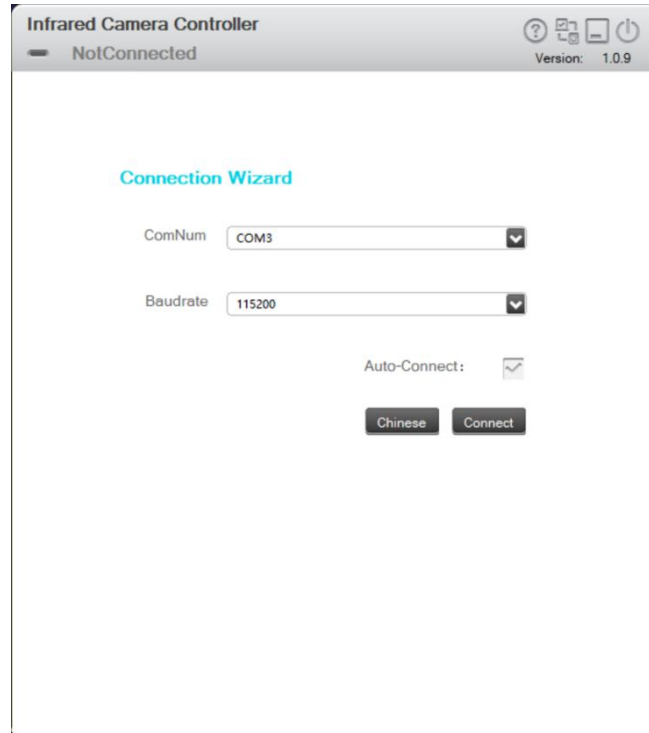 Infrared Camera Controller
NotConnected
Version: 1.0.9
Connection Wizard
ComNum COM3
Baudrate 115200
Auto-Connect:
Chinese Connect